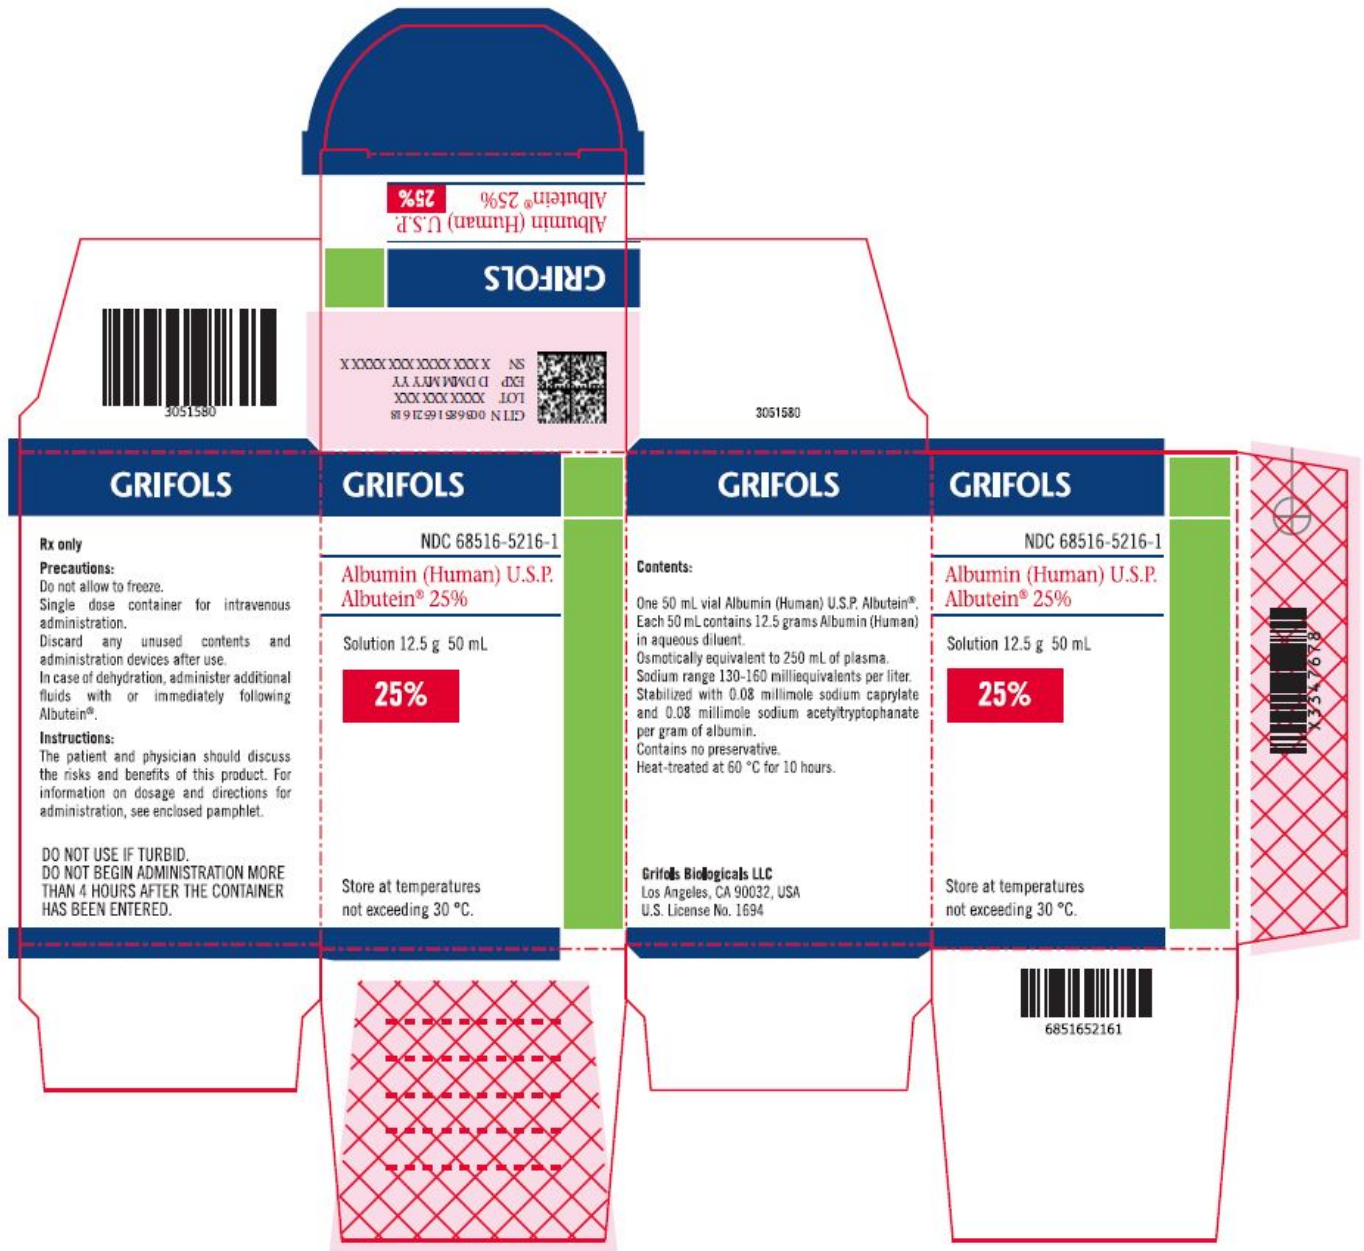 Albumin (Human) U.S.P.
Albutein® 25%
25%
GRIFOLS
GTIN 00368516521618
LOT XXXXXXXXXX
EXP DDMMMYYYY
SN XXXXXXXXXXXXXXXX
3051580
3051580
GRIFOLS
Rx only
Precautions:
Do not allow to freeze.
Single dose container for intravenous
administration.
Discard any unused contents and
administration devices after use.
In case of dehydration, administer additional
fluids with or immediately following
Albutein®.
Instructions:
The patient and physician should discuss
the risks and benefits of this product. For
information on dosage and directions for
administration, see enclosed pamphlet.
DO NOT USE IF TURBID.
DO NOT BEGIN ADMINISTRATION MORE
THAN 4 HOURS AFTER THE CONTAINER
HAS BEEN ENTERED.
GRIFOLS
NDC 68516-5216-1
Albumin (Human) U.S.P.
Albutein® 25%
Solution 12.5 g 50 mL
25%
Store at temperatures
not exceeding 30 °C.
GRIFOLS
Contents:
One 50 mL vial Albumin (Human) U.S.P. Albutein®.
Each 50 mL contains 12.5 grams Albumin (Human)
in aqueous diluent.
Osmotically equivalent to 250 mL of plasma.
Sodium range 130-160 milliequivalents per liter.
Stabilized with 0.08 millimole sodium caprylate
and 0.08 millimole sodium acetyltryptophanate
per gram of albumin.
Contains no preservative.
Heat-treated at 60 °C for 10 hours.
Grifols Biologicals LLC
Los Angeles, CA 90032, USA
U.S. License No. 1694
GRIFOLS
NDC 68516-5216-1
Albumin (Human) U.S.P.
Albutein® 25%
Solution 12.5 g 50 mL
25%
Store at temperatures
not exceeding 30 °C.
X3347678
6851652161